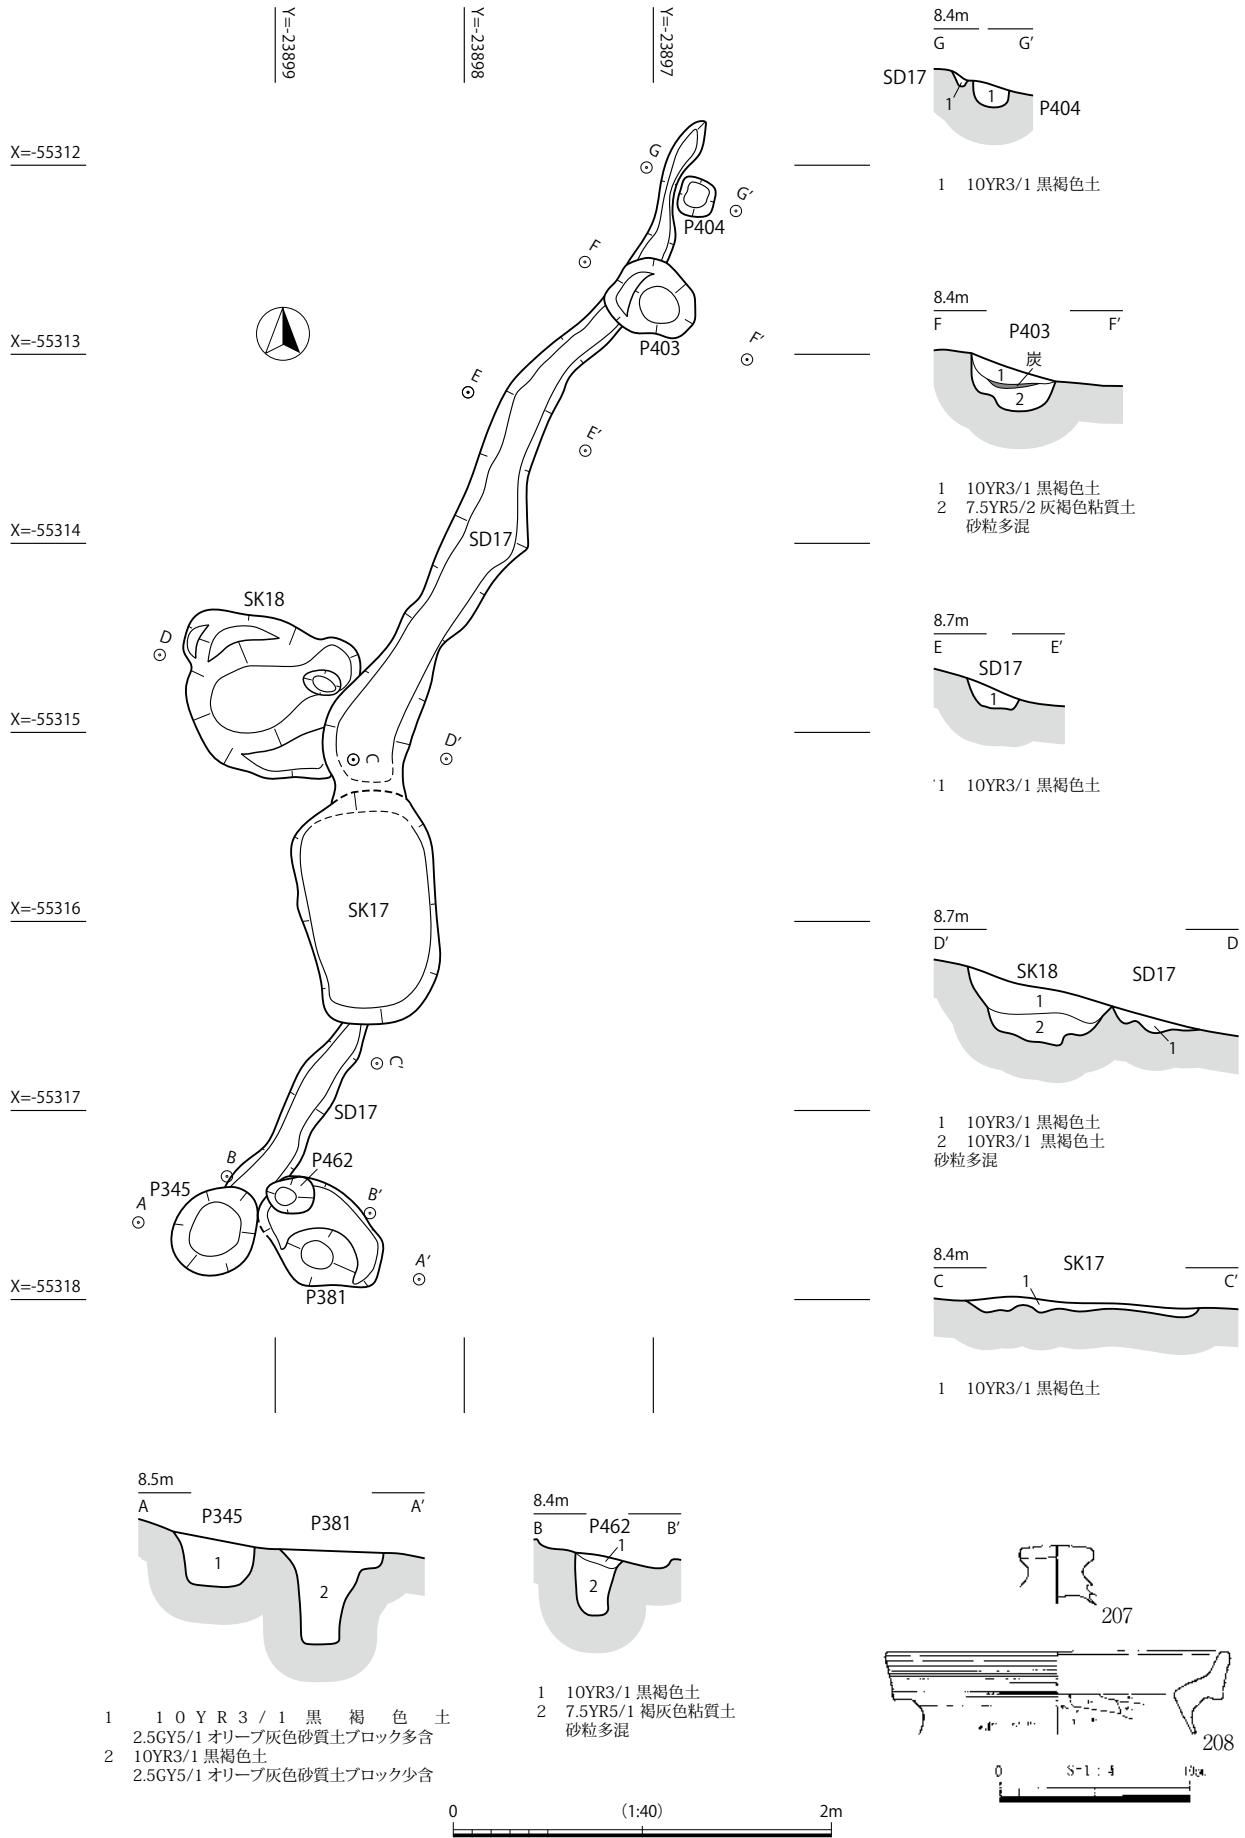 Y=-23899
Y=-23898
Y=-23897
X=-55312
X=-55313
X=-55314
X=-55315
X=-55316
X=-55317
X=-55318
G
G′
P404
F
P403
F′
E
E′
SD17
SK18
D
D′
C
SK17
C′
SD17
B
P462
P345
A
B′
A′
P381
8.4m
G G′
SD17
1 1
P404
1 10YR3/1 黒褐色土
8.4m
F F′
P403
炭
1
2
1 10YR3/1 黒褐色土
2 7.5YR5/2 灰褐色粘質土
砂粒多混
8.7m
E E′
SD17
1
1 10YR3/1 黒褐色土
8.7m
D′ D
SK18 SD17
1
2
1
1 10YR3/1 黒褐色土
2 10YR3/1 黒褐色土
砂粒多混
8.4m
SK17
C C′
1
1 10YR3/1 黒褐色土
8.5m
A A′
P345 P381
1
2
1 10YR3/1 黒褐色土
2.5GY5/1 オリーブ灰色砂質土ブロック多含
2 10YR3/1 黒褐色土
2.5GY5/1 オリーブ灰色砂質土ブロック少含
8.4m
B B′
P462
1
2
1 10YR3/1 黒褐色土
2 7.5YR5/1 褐灰色粘質土
砂粒多混
207
208
0 S=1:4
0 (1:40) 2m